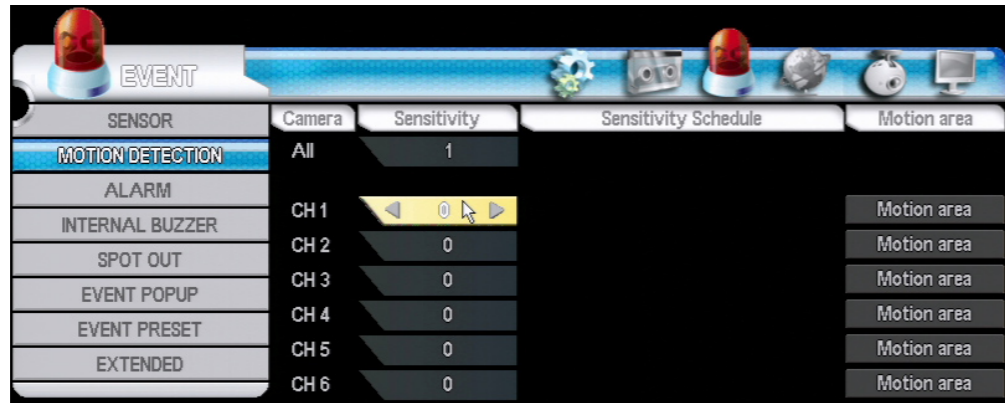 EVENT
SENSOR
MOTION DETECTION
ALARM
INTERNAL BUZZER
SPOT OUT
EVENT POPUP
EVENT PRESET
EXTENDED
Camera Sensitivity Sensitivity Schedule Motion area
All 1
CH 1 0 Motion area
CH 2 0 Motion area
CH 3 0 Motion area
CH 4 0 Motion area
CH 5 0 Motion area
CH 6 0 Motion area